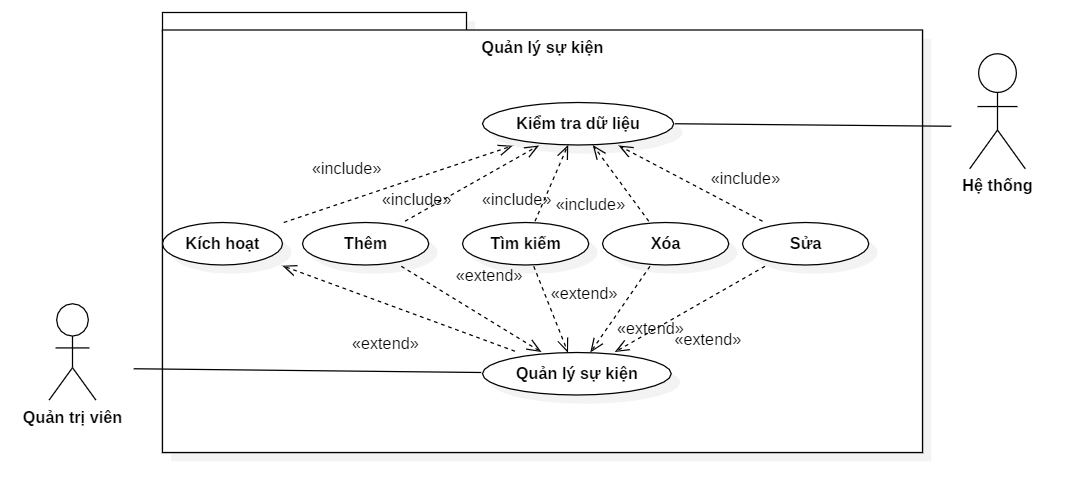 Quản lý sự kiện
Kiểm tra dữ liệu
«include»
«include»
«include»
«include»
«include»
Hệ thống
Kích hoạt
Thêm
Tìm kiếm
Xóa
Sửa
«extend»
«extend»
«extend»
«extend»
«extend»
Quản lý sự kiện
Quản trị viên